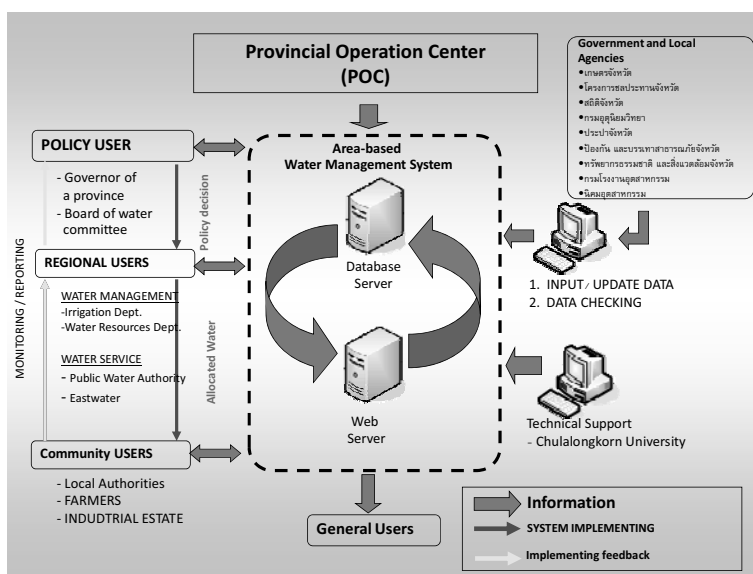 Provincial Operation Center
(POC)
Government and Local
Agencies
•เกษตรจังหวัด
•โครงการชลประทานจังหวัด
•สถิติจังหวัด
•กรมอุตุนิยมวิทยา
•ประปาจังหวัด
•ป้องกัน และบรรเทาสาธารณภัยจังหวัด
•ทรัพยากรธรรมชาติ และสิ่งแวดล้อมจังหวัด
•กรมโรงงานอุตสาหกรรม
•นิคมอุตสาหกรรม
POLICY USER
- Governor of
a province
- Board of water
committee
Policy decision
REGIONAL USERS
WATER MANAGEMENT
-Irrigation Dept.
-Water Resources Dept.
WATER SERVICE
- Public Water Authority
- Eastwater
Allocated Water
MONITORING / REPORTING
Community USERS
- Local Authorities
- FARMERS
- INDUDTRIAL ESTATE
Area-based
Water Management System
Database
Server
Web
Server
1. INPUT/ UPDATE DATA
2. DATA CHECKING
Technical Support
- Chulalongkorn University
General Users
Information
SYSTEM IMPLEMENTING
Implementing feedback